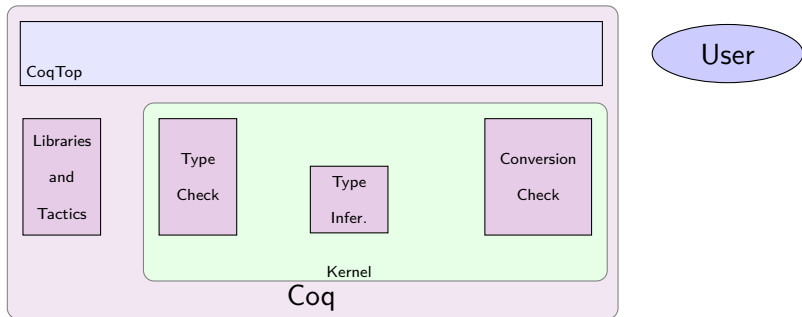 User
CoqTop
Libraries
and
Tactics
Type
Check
Type
Infer.
Conversion
Check
Kernel
Coq